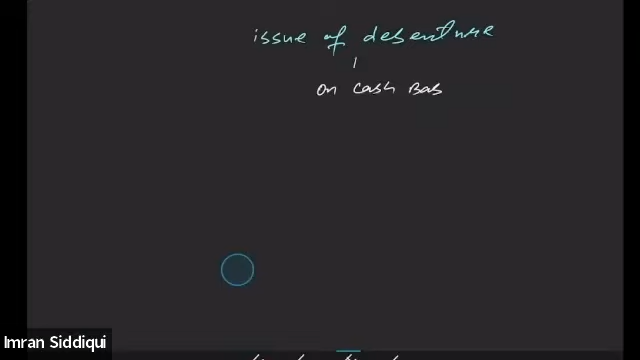 issue of debenture
on cash Bas
Imran Siddiqui